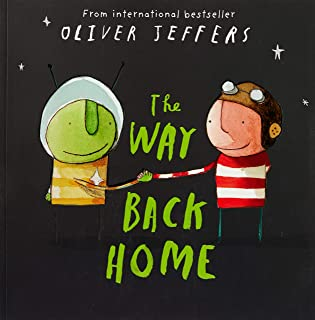 From international bestseller
OLIVER JEFFERS
The
WAY
BACK
HOME